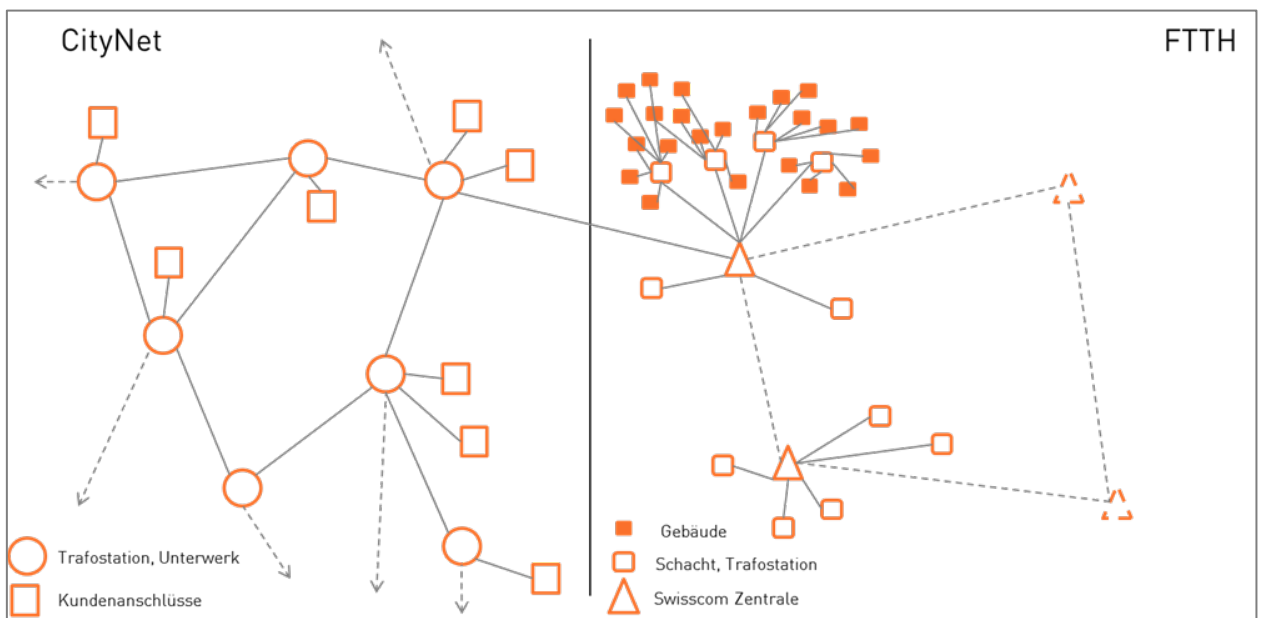 CityNet
FTTH
Trafostation, Unterwerk
Kundenanschlüsse
Gebäude
Schacht, Trafostation
Swisscom Zentrale